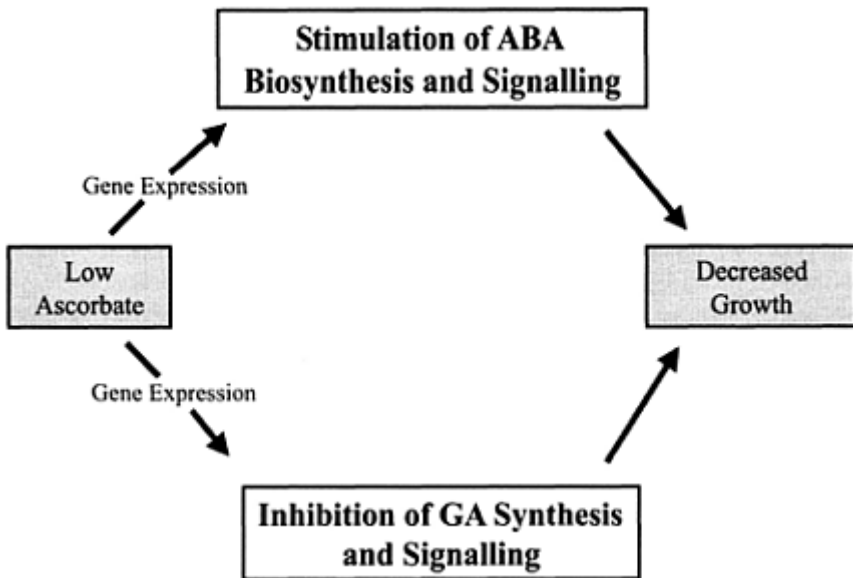 Stimulation of ABA
Biosynthesis and Signalling
Gene Expression
Low
Ascorbate
Decreased
Growth
Gene Expression
Inhibition of GA Synthesis
and Signalling